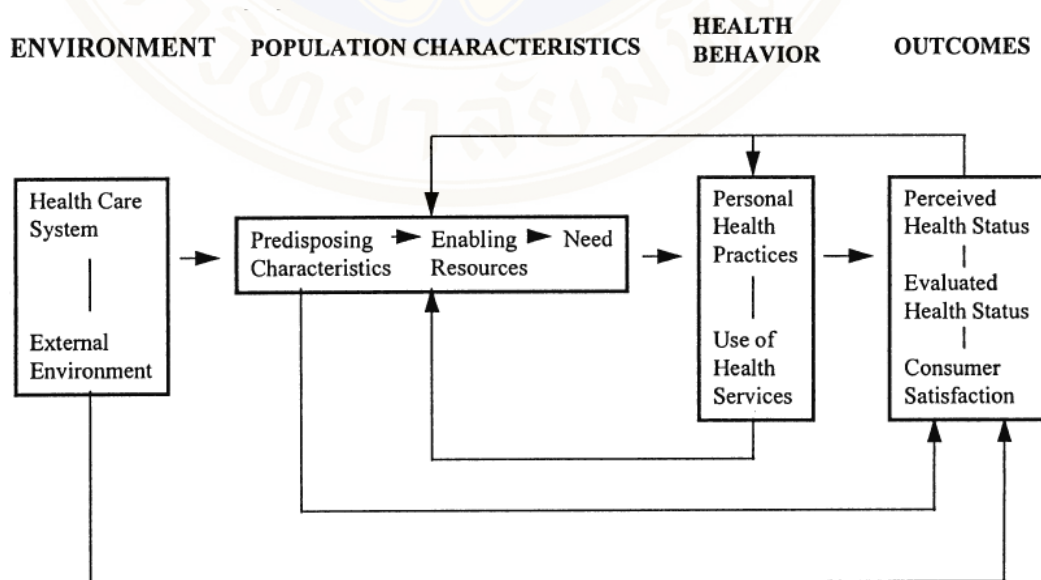 ENVIRONMENT
POPULATION CHARACTERISTICS
HEALTH
BEHAVIOR
OUTCOMES
Health Care
System
External
Environment
Predisposing
Characteristics
Enabling
Resources
Need
Personal
Health
Practices
Use of
Health
Services
Perceived
Health Status
Evaluated
Health Status
Consumer
Satisfaction